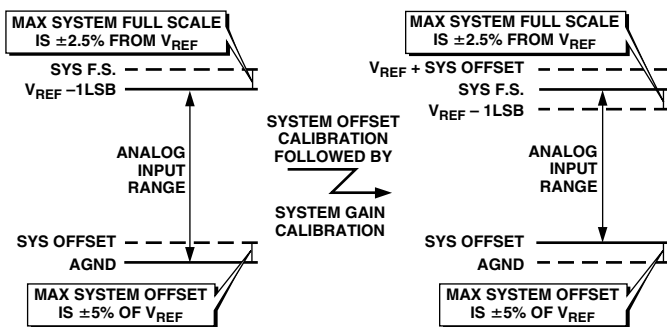 MAX SYSTEM FULL SCALE
IS ±2.5% FROM VREF
SYS F.S.
VREF –1LSB
ANALOG
INPUT
RANGE
SYS OFFSET
AGND
MAX SYSTEM OFFSET
IS ±5% OF VREF
SYSTEM OFFSET
CALIBRATION
FOLLOWED BY
SYSTEM GAIN
CALIBRATION
MAX SYSTEM FULL SCALE
IS ±2.5% FROM VREF
VREF + SYS OFFSET
SYS F.S.
VREF – 1LSB
ANALOG
INPUT
RANGE
SYS OFFSET
AGND
MAX SYSTEM OFFSET
IS ±5% OF VREF